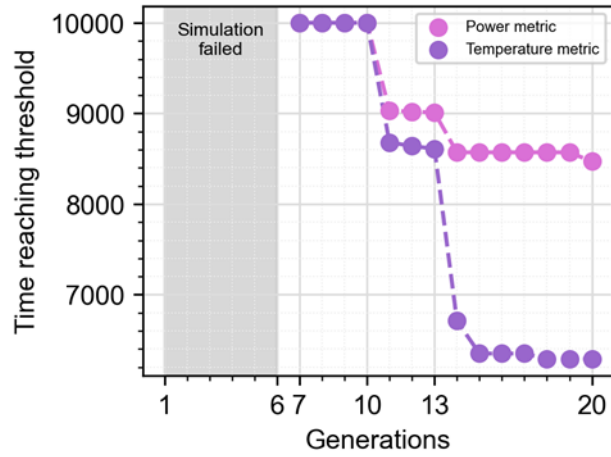 Simulation
failed
Power metric
Temperature metric
Time reaching threshold
10000
9000
8000
7000
1 6 7 10 13 20
Generations